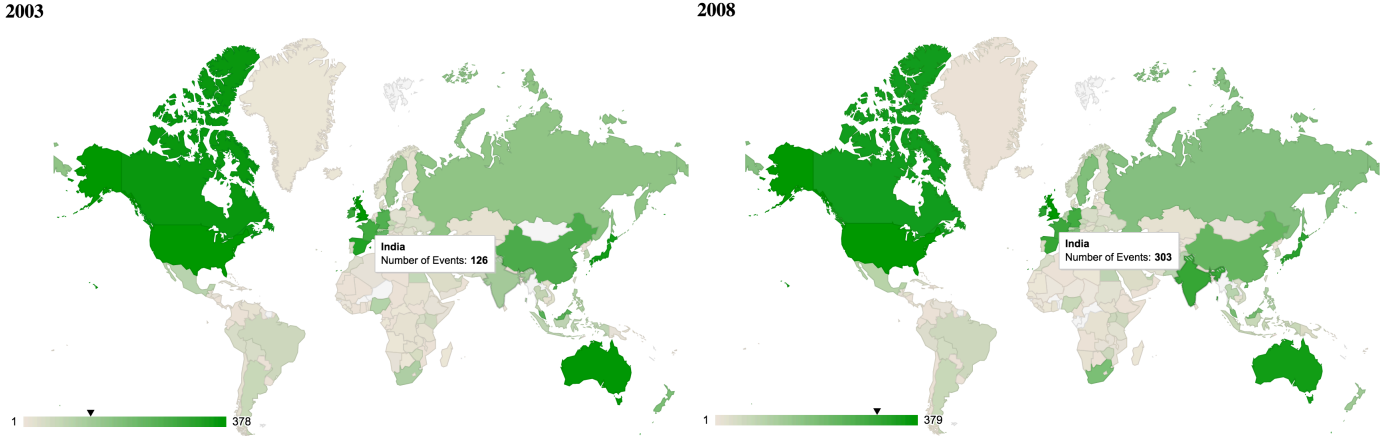 2003
2008
India
Number of Events: 126
India
Number of Events: 303
1
378
1
379